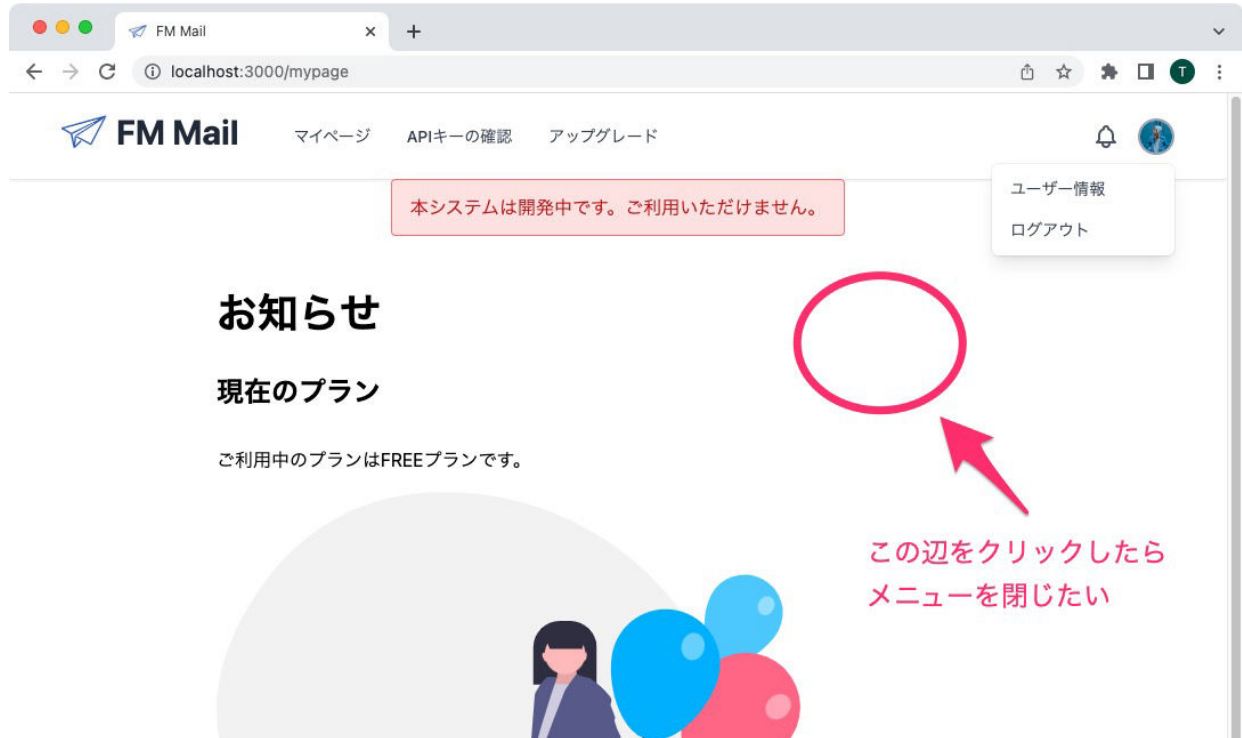 FM Mail
localhost:3000/mypage
T
FM Mail
マイページ APIキーの確認 アップグレード
ユーザー情報
ログアウト
本システムは開発中です。ご利用いただけません。
お知らせ
現在のプラン
ご利用中のプランはFREEプランです。
この辺をクリックしたら
メニューを閉じたい